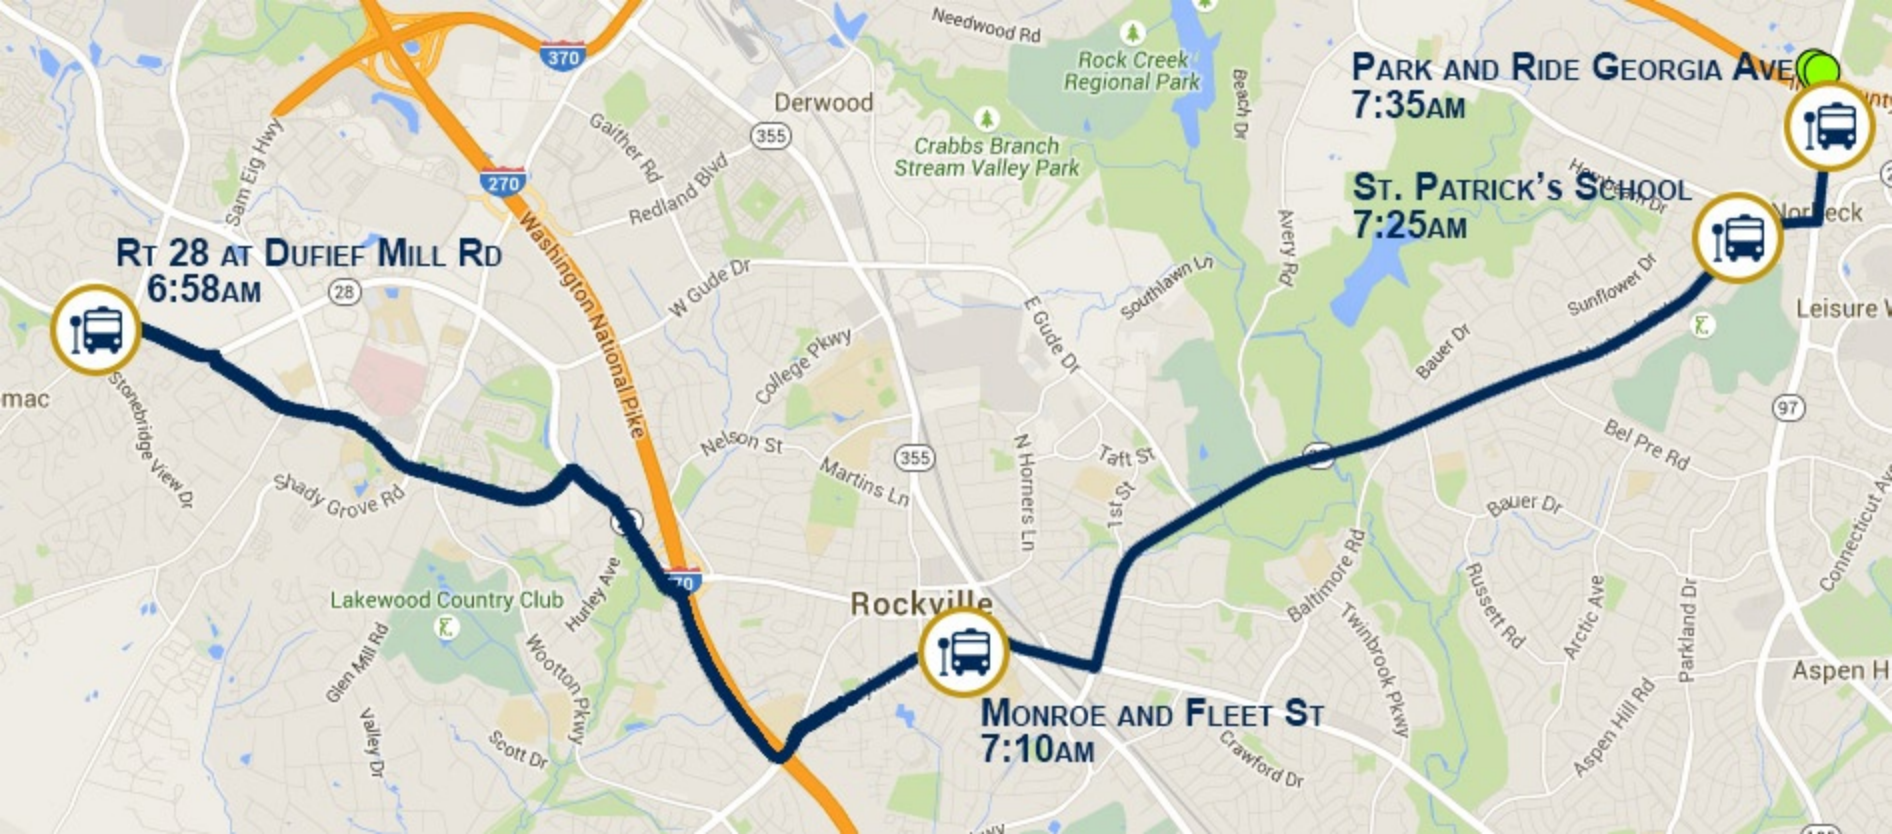 Needwood Rd
370
Rock Creek
Regional Park
Beach Dr
PARK AND RIDE GEORGIA AVE
7:35AM
Derwood
355
Gaither Rd
Crabbs Branch
Stream Valley Park
Sam Eig Hwy
270
Redland Blvd
ST. PATRICK'S SCHOOL
7:25AM
Hornbeam Dr
Norbeck
Avery Rd
Washington National Pike
RT 28 AT DUFIEF MILL RD
6:58AM
28
W Gude Dr
Southlawn Ln
Sunflower Dr
E Gude Dr
Leisure W
College Pkwy
Bauer Dr
mac
Stonebridge View Dr
97
Nelson St
Martins Ln
355
N Horners Ln
Taft St
Bel Pre Rd
Shady Grove Rd
1st St
Bauer Dr
Connecticut Ave
70
Hurley Ave
Lakewood Country Club
Rockville
Baltimore Rd
Twinbrook Pkwy
Russett Rd
Arctic Ave
Parkland Dr
Glen Mill Rd
Wootton Pkwy
Aspen H
MONROE AND FLEET ST
7:10AM
Valley Dr
Scott Dr
Crawford Dr
Aspen Hill Rd